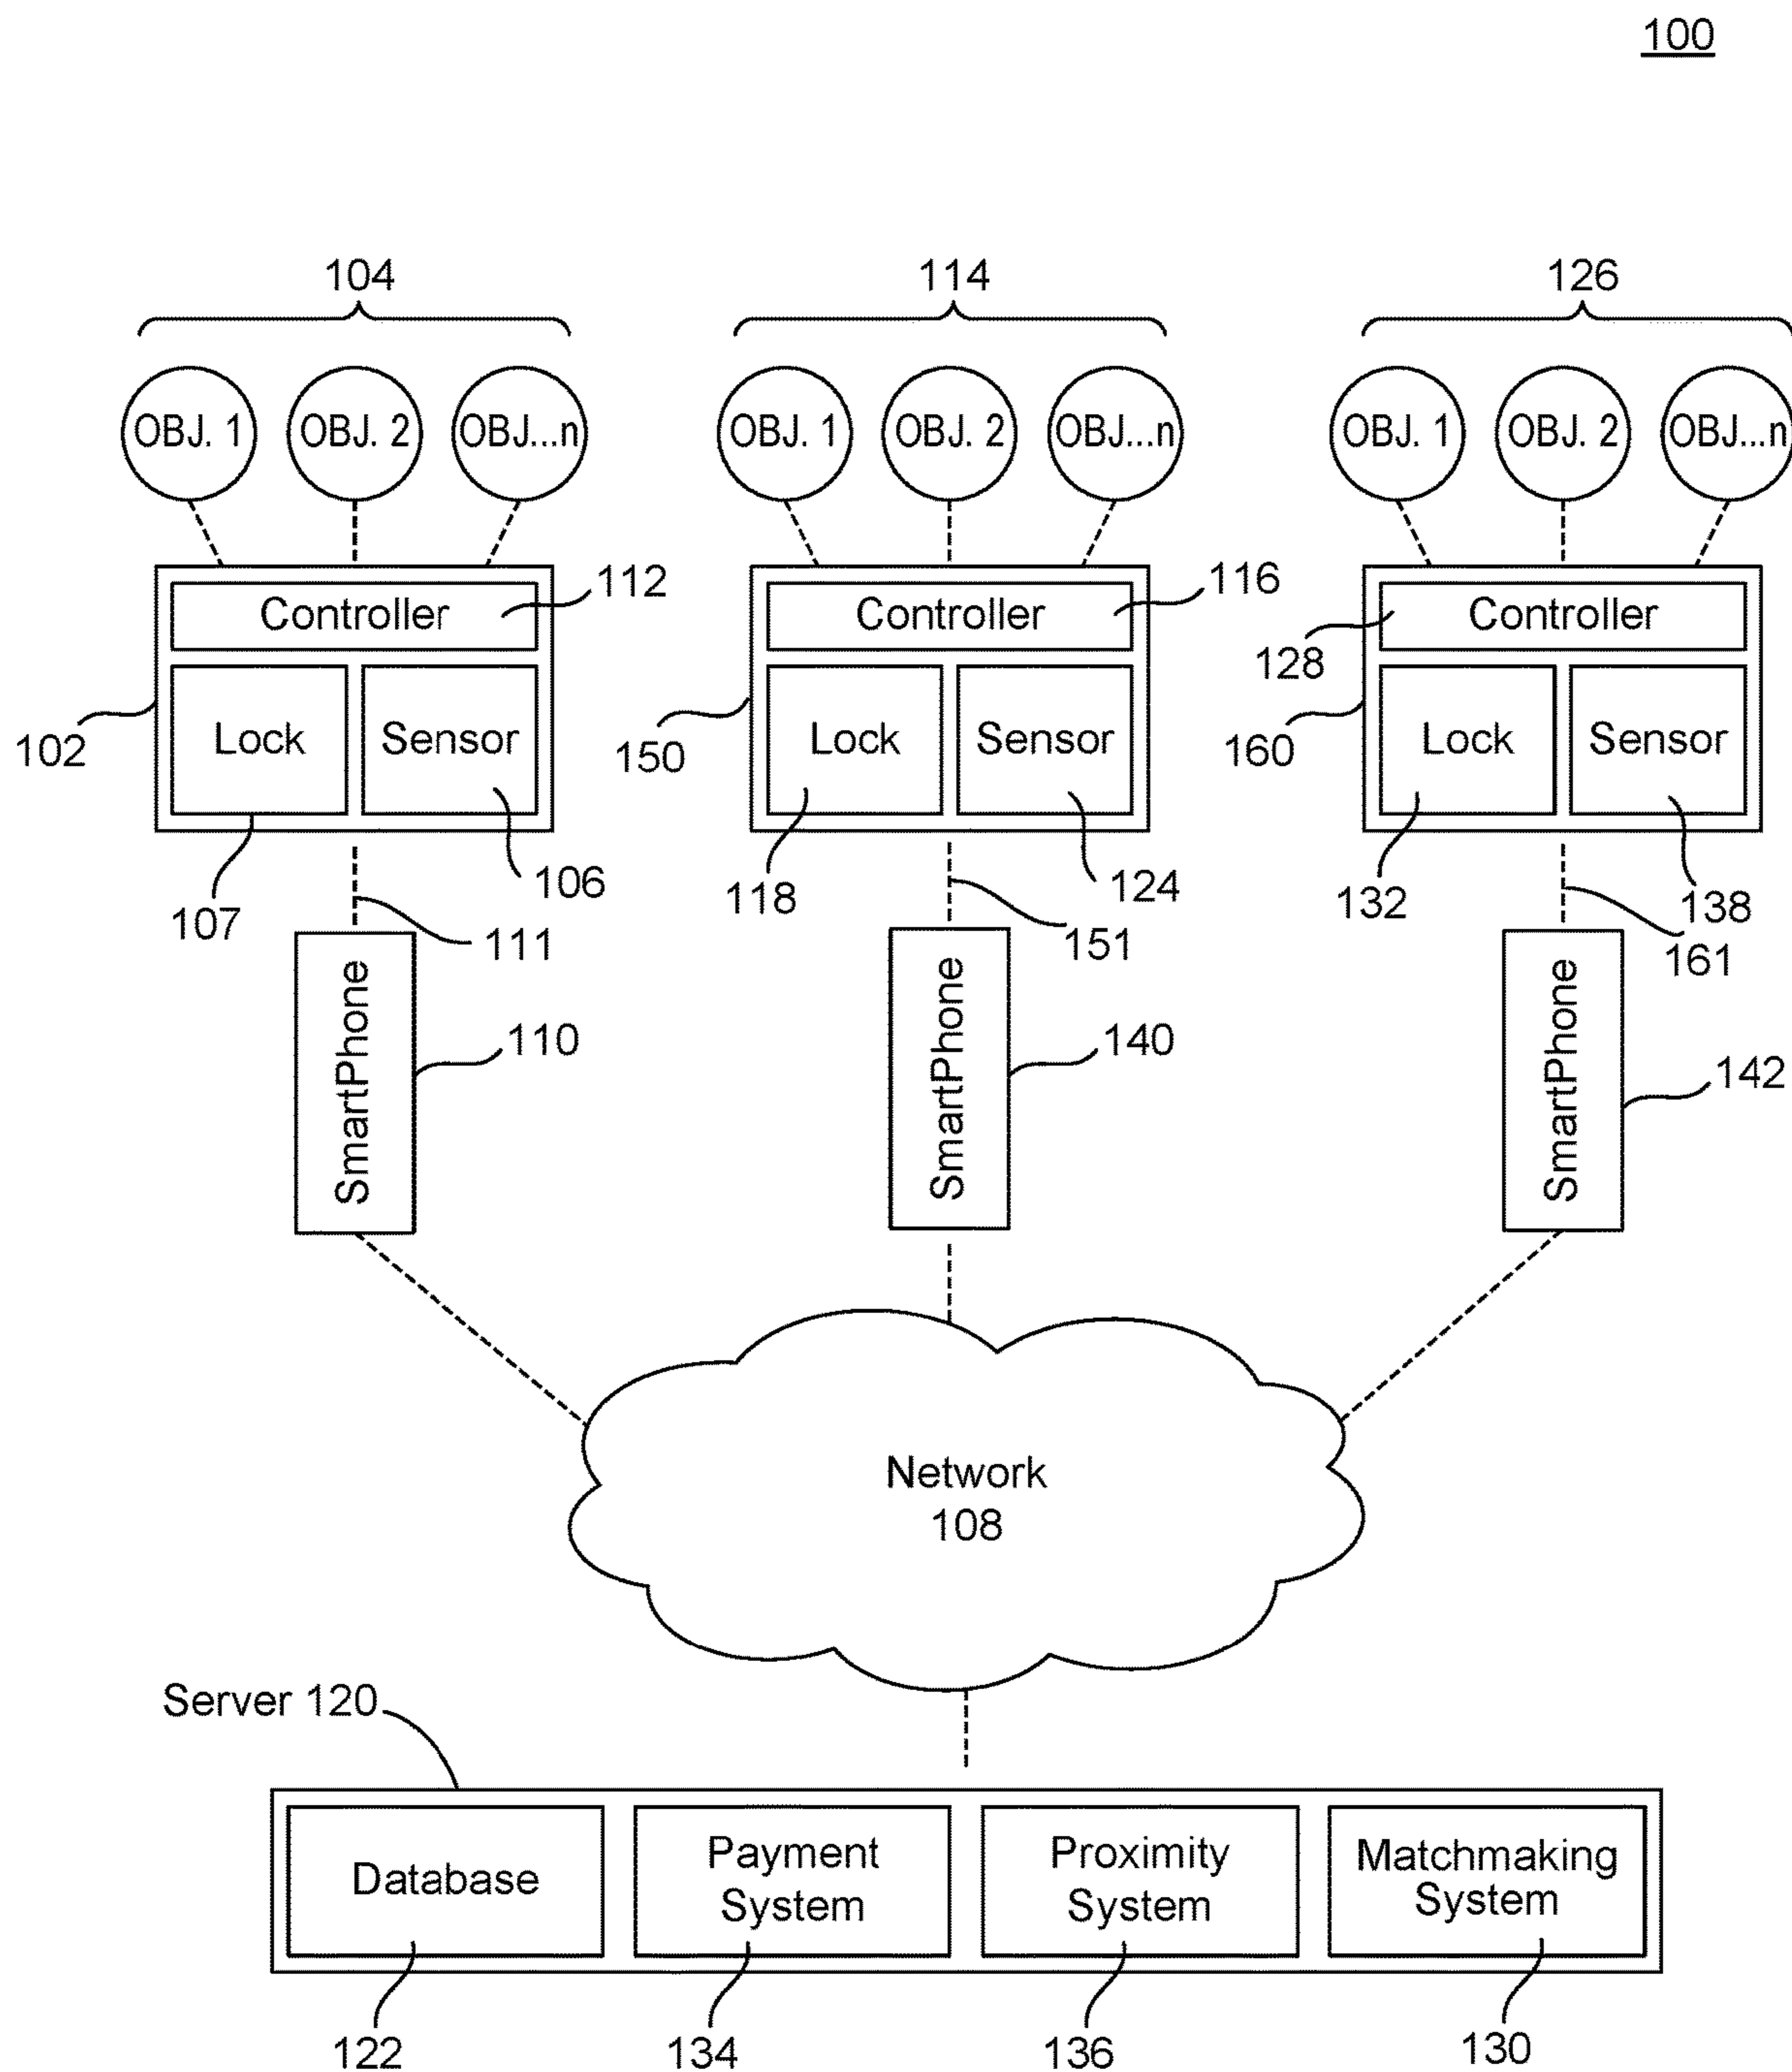 100
104 114 126
OBJ. 1 OBJ. 2 OBJ...n OBJ. 1 OBJ. 2 OBJ...n OBJ. 1 OBJ. 2 OBJ...n
Controller 112 Controller 116 128 Controller
102 Lock Sensor 150 Lock Sensor 160 Lock Sensor
107 106 118 124 132 138
111 151 161
SmartPhone 110 SmartPhone 140 SmartPhone 142
Network
108
Server 120
Database
Payment
System
Proximity
System
Matchmaking
System
122 134 136 130